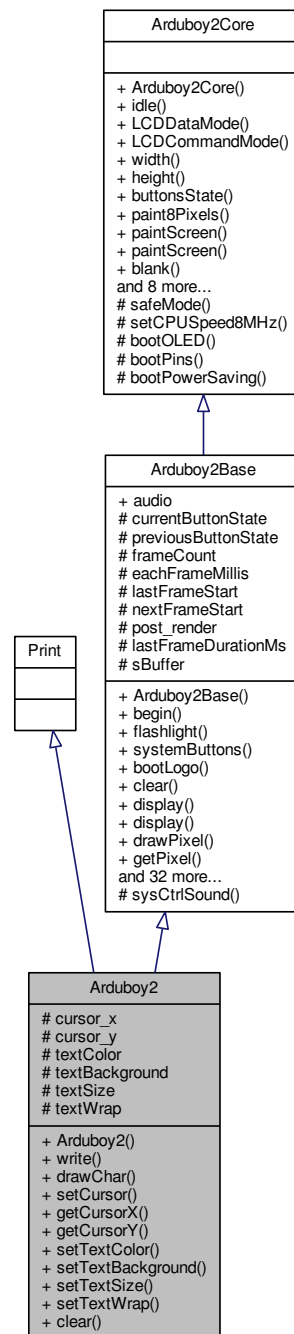 Arduboy2Core
+ Arduboy2Core()
+ idle()
+ LCDDataMode()
+ LCDCommandMode()
+ width()
+ height()
+ buttonsState()
+ paint8Pixels()
+ paintScreen()
+ paintScreen()
+ blank()
and 8 more...
# safeMode()
# setCPUSpeed8MHz()
# bootOLED()
# bootPins()
# bootPowerSaving()
Arduboy2Base
+ audio
# currentButtonState
# previousButtonState
# frameCount
# eachFrameMillis
# lastFrameStart
# nextFrameStart
# post_render
# lastFrameDurationMs
# sBuffer
+ Arduboy2Base()
+ begin()
+ flashlight()
+ systemButtons()
+ bootLogo()
+ clear()
+ display()
+ display()
+ drawPixel()
+ getPixel()
and 32 more...
# sysCtrlSound()
Print
Arduboy2
# cursor_x
# cursor_y
# textColor
# textBackground
# textSize
# textWrap
+ Arduboy2()
+ write()
+ drawChar()
+ setCursor()
+ getCursorX()
+ getCursorY()
+ setTextColor()
+ setTextBackground()
+ setTextSize()
+ setTextWrap()
+ clear()